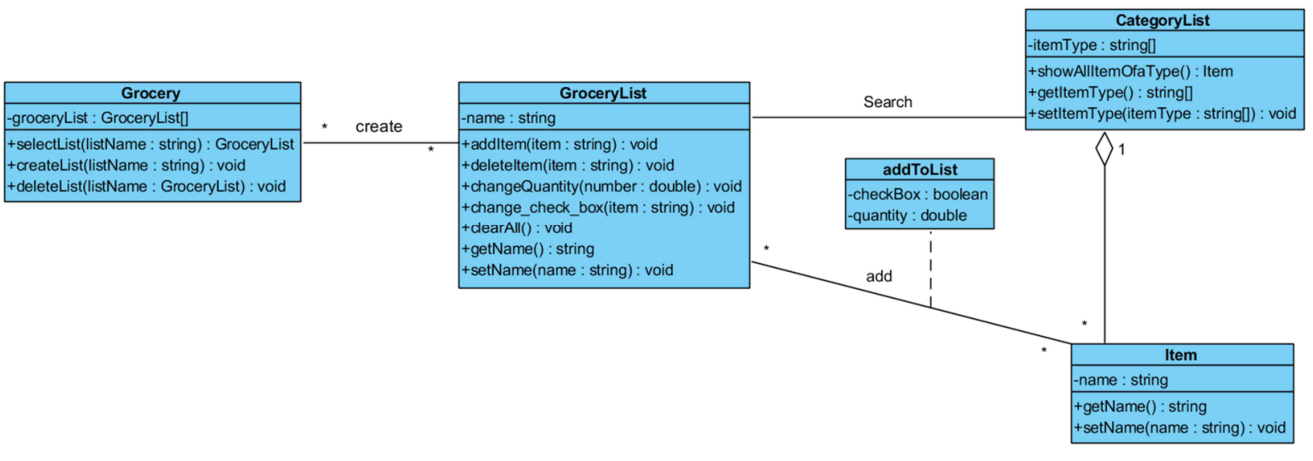 Grocery
-groceryList : GroceryList[]
+selectList(listName : string) : GroceryList
+createList(listName : string) : void
+deleteList(listName : GroceryList) : void
*
create
*
GroceryList
-name : string
+addItem(item : string) : void
+deleteItem(item : string) : void
+changeQuantity(number : double) : void
+change_check_box(item : string) : void
+clearAll() : void
+getName() : string
+setName(name : string) : void
Search
CategoryList
-itemType : string[]
+showAllItemOfaType() : Item
+getItemType() : string[]
+setItemType(itemType : string[]) : void
1
addToList
-checkBox : boolean
-quantity : double
*
add
*
*
Item
-name : string
+getName() : string
+setName(name : string) : void